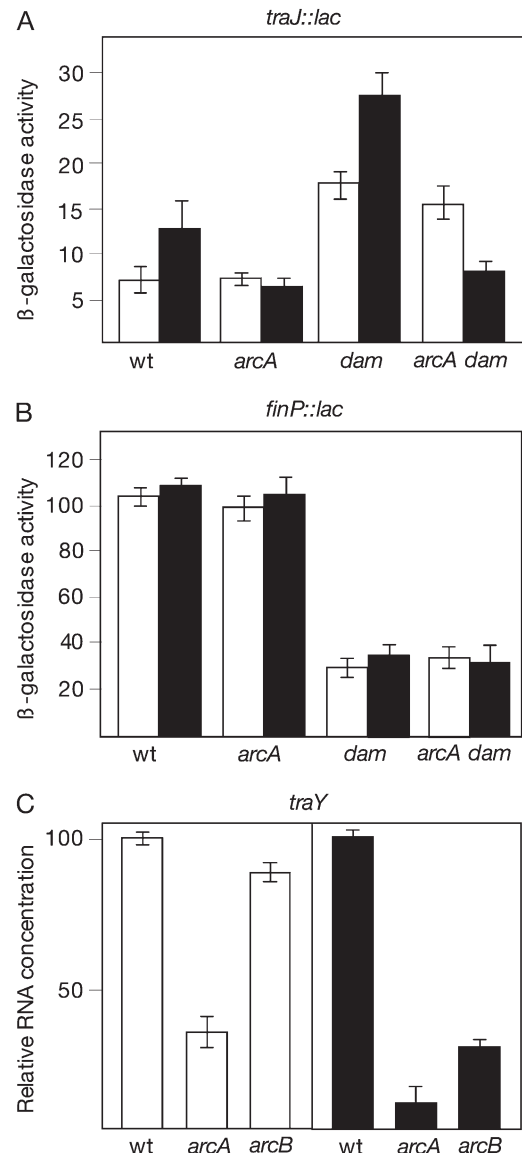 A
traJ::lac
ß-galactosidase activity
30
25
20
15
10
5
wt
arcA
dam
arcA dam
B
finP::lac
ß-galactosidase activity
120
100
80
60
40
20
wt
arcA
dam
arcA dam
C
traY
Relative RNA concentration
100
50
wt
arcA
arcB
wt
arcA
arcB